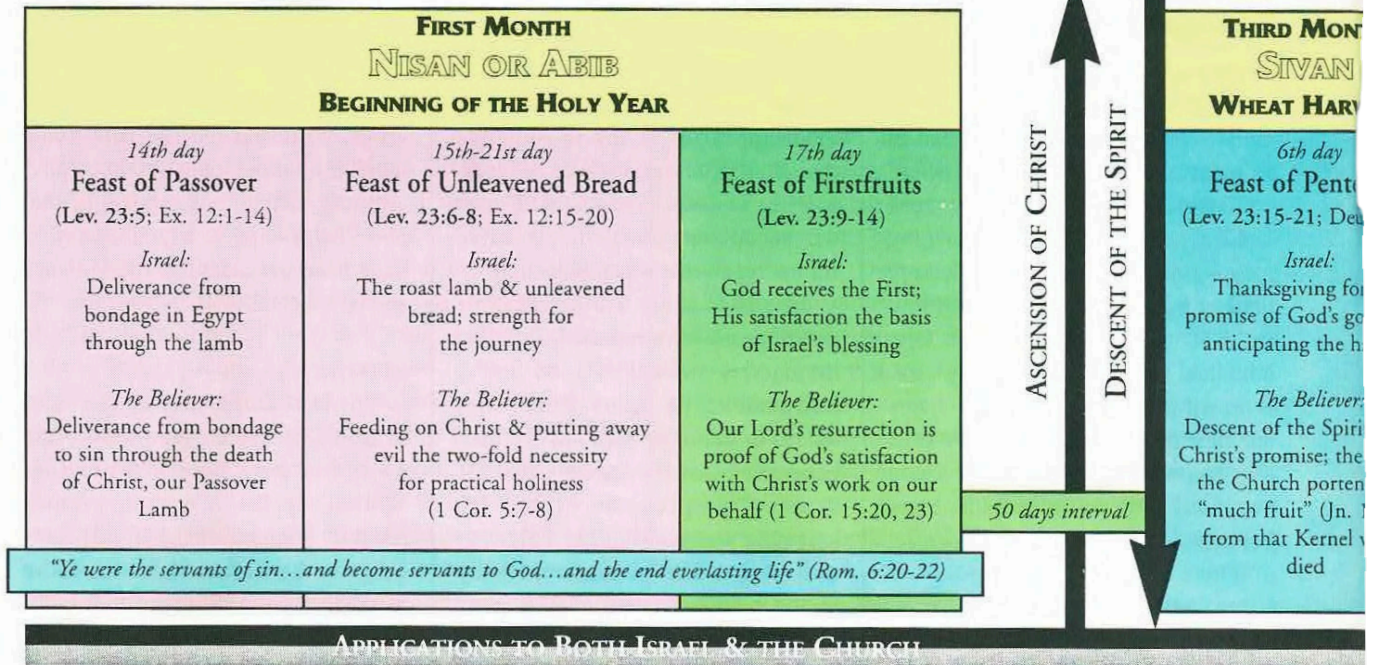 FIRST MONTH
NISAN OR ABIB
BEGINNING OF THE HOLY YEAR
14th day
Feast of Passover
(Lev. 23:5; Ex. 12:1-14)
Israel:
Deliverance from
bondage in Egypt
through the lamb
The Believer:
Deliverance from bondage
to sin through the death
of Christ, our Passover
Lamb
15th-21st day
Feast of Unleavened Bread
(Lev. 23:6-8; Ex. 12:15-20)
Israel:
The roast lamb & unleavened
bread; strength for
the journey
The Believer:
Feeding on Christ & putting away
evil the two-fold necessity
for practical holiness
(1 Cor. 5:7-8)
17th day
Feast of Firstfruits
(Lev. 23:9-14)
Israel:
God receives the First;
His satisfaction the basis
of Israel's blessing
The Believer:
Our Lord's resurrection is
proof of God's satisfaction
with Christ's work on our
behalf (1 Cor. 15:20, 23)
"Ye were the servants of sin...and become servants to God...and the end everlasting life" (Rom. 6:20-22)
50 days interval
ASCENSION OF CHRIST
DESCENT OF THE SPIRIT
THIRD
SIVAN
WHEAT
6th day
Feast of
(Lev. 23:15-21;
Israel:
Thanksgiving
promise of God's
anticipating the
The Believer:
Descent of the
Christ's promise; the
the Church
"much fruit" (Jn.
from that Kernel
died
APPLICATIONS TO BOTH ISRAEL & THE CHURCH